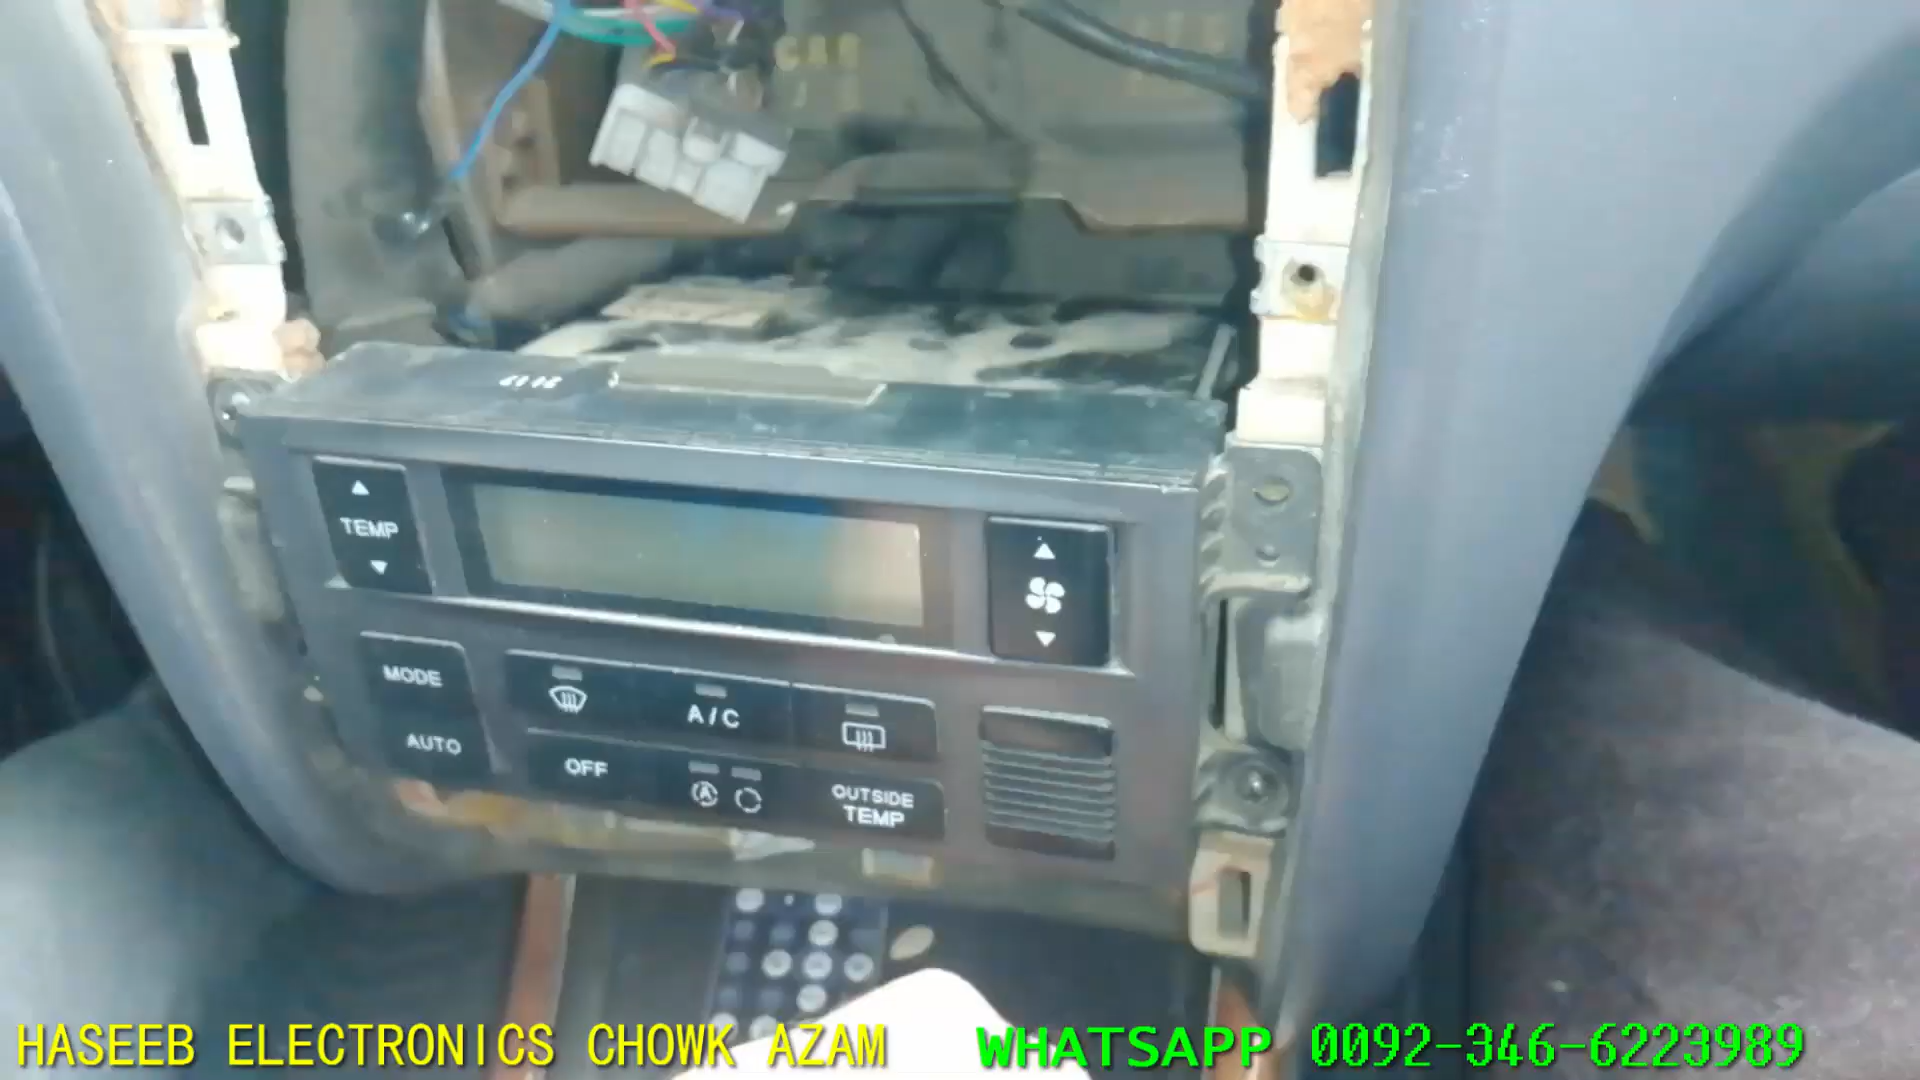 TEMP
MODE
AUTO
A/C
OFF
OUTSIDE
TEMP
HASEEB ELECTRONICS CHOWK AZAM WHATSAPP 0092-346-6223989